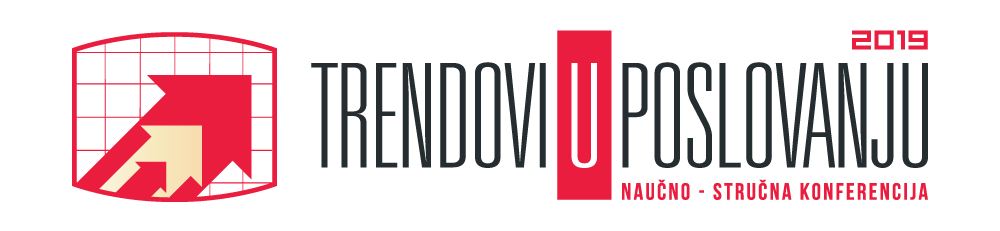 2019
TRENDOVI U POSLOVANJU
NAUČNO - STRUČNA KONFERENCIJA